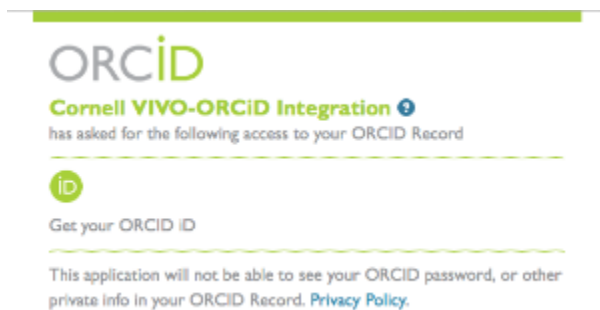 ORCiD
Cornell VIVO-ORCiD Integration ?
has asked for the following access to your ORCID Record
iD
Get your ORCID iD
This application will not be able to see your ORCID password, or other
private info in your ORCID Record. Privacy Policy.